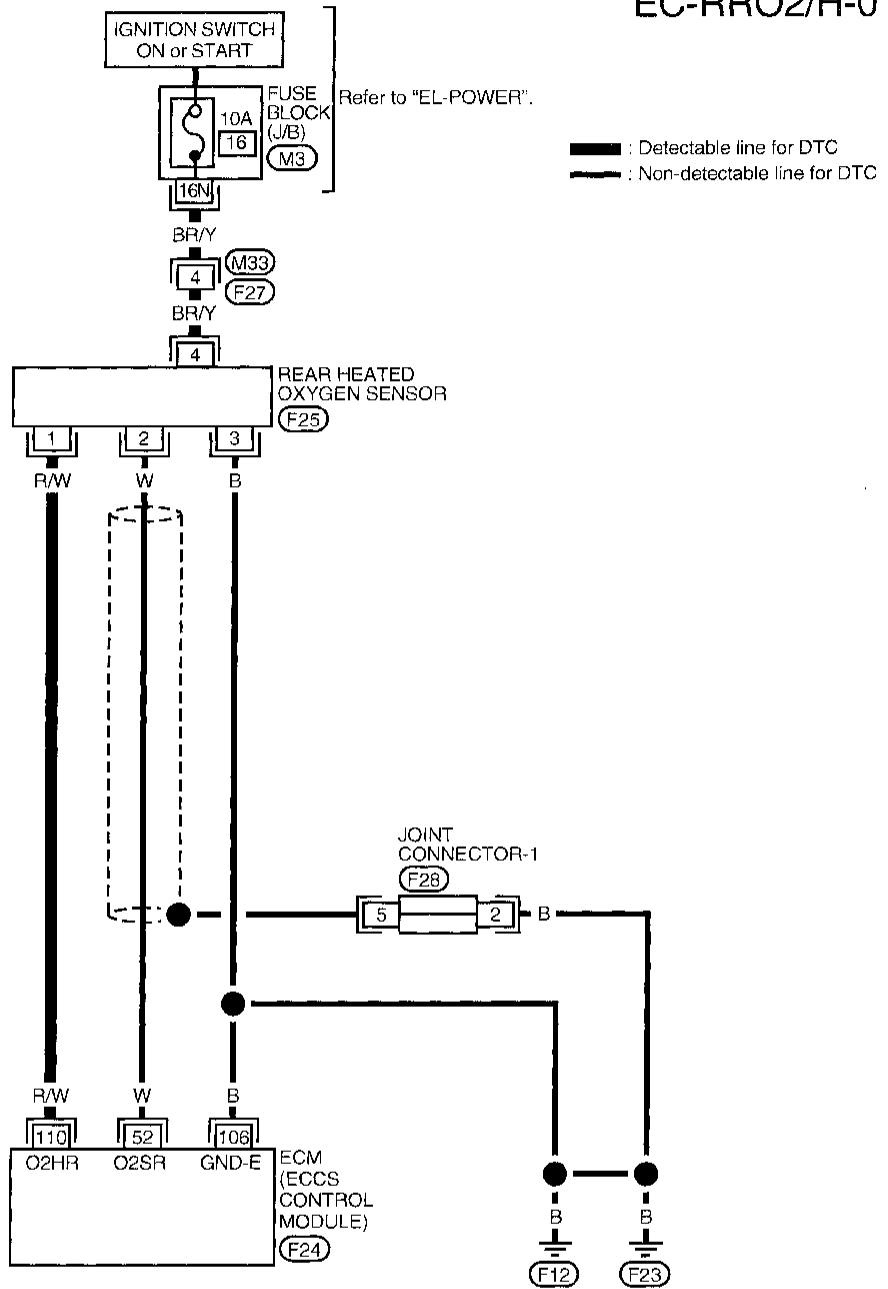 EC-RRO2/H-0
IGNITION SWITCH
ON or START
FUSE
BLOCK
(J/B)
M3
10A
16
16N
Refer to "EL-POWER".
: Detectable line for DTC
: Non-detectable line for DTC
BR/Y
4
M33
F27
BR/Y
4
REAR HEATED
OXYGEN SENSOR
F25
1 2 3
R/W W B
JOINT
CONNECTOR-1
F28
5 2 B
R/W W B
110 52 106
O2HR O2SR GND-E
ECM
(ECCS
CONTROL
MODULE)
F24
B B
F12 F23